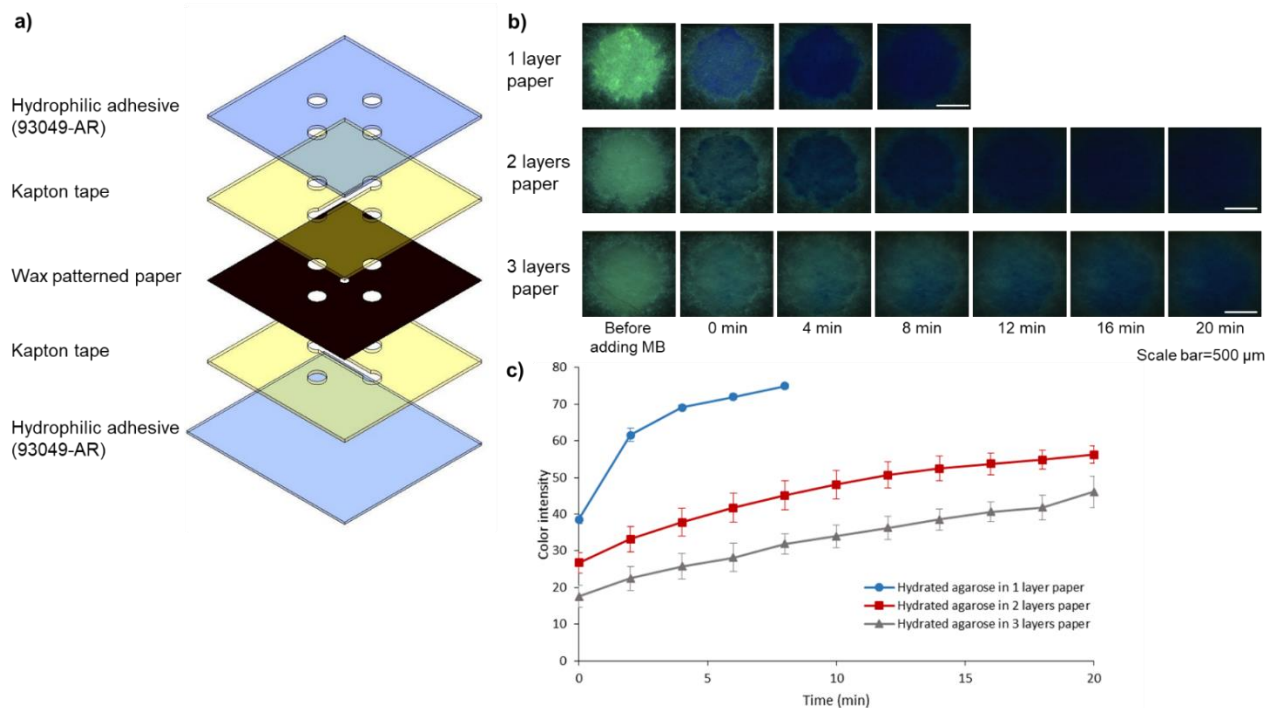 a)
Hydrophilic adhesive
(93049-AR)
Kapton tape
Wax patterned paper
Kapton tape
Hydrophilic adhesive
(93049-AR)
b)
1 layer
paper
2 layers
paper
3 layers
paper
Before
adding MB
0 min
4 min
8 min
12 min
16 min
20 min
Scale bar=500 µm
c)
80
70
60
50
40
30
20
10
0
Color intensity
Hydrated agarose in 1 layer paper
Hydrated agarose in 2 layers paper
Hydrated agarose in 3 layers paper
0
5
10
15
20
Time (min)